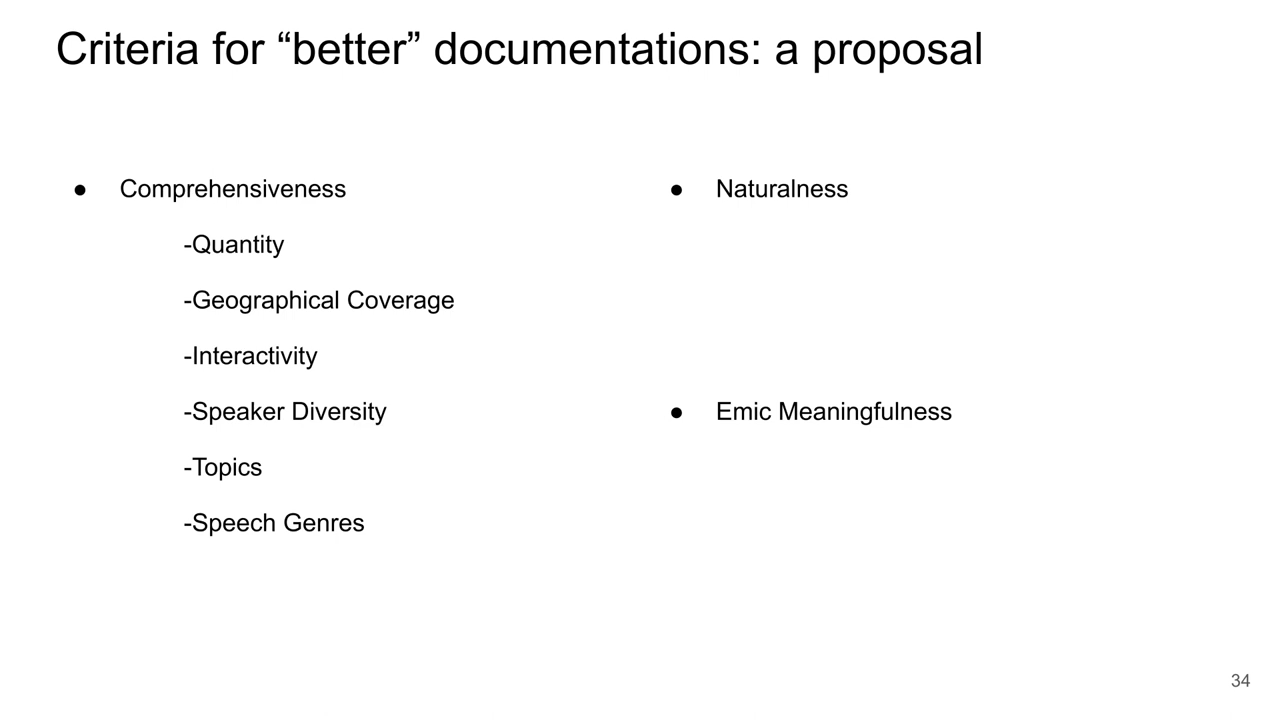 Criteria for “better” documentations: a proposal
● Comprehensiveness
-Quantity
-Geographical Coverage
-Interactivity
-Speaker Diversity
-Topics
-Speech Genres
● Naturalness
● Emic Meaningfulness
34